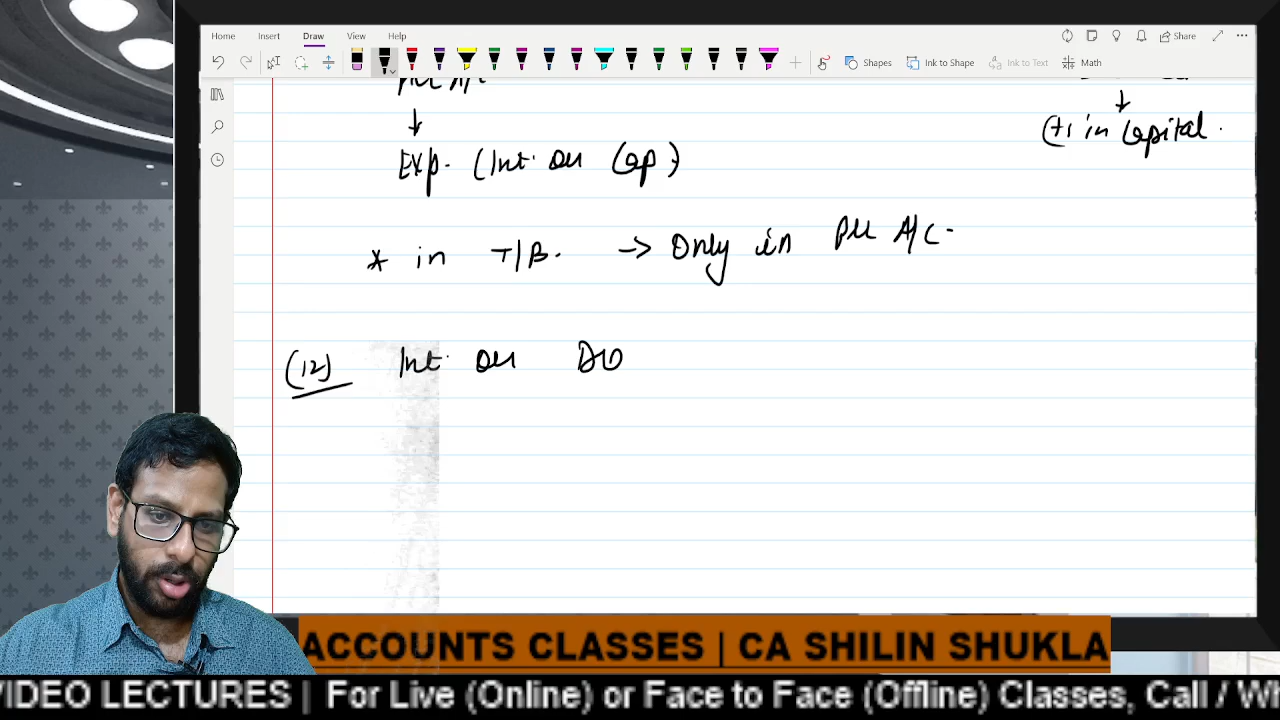 Home Insert Draw View Help Share
Shapes Ink to Shape Ink to Text Math
P/L A/c
(+) in Capital.
Exp. (Int. on Cap)
* in T/B. → Only in P/L A/C.
(12) Int. on
ACCOUNTS CLASSES | CA SHILIN SHUKLA
VIDEO LECTURES | For Live (Online) or Face to Face (Offline) Classes, Call / Wh